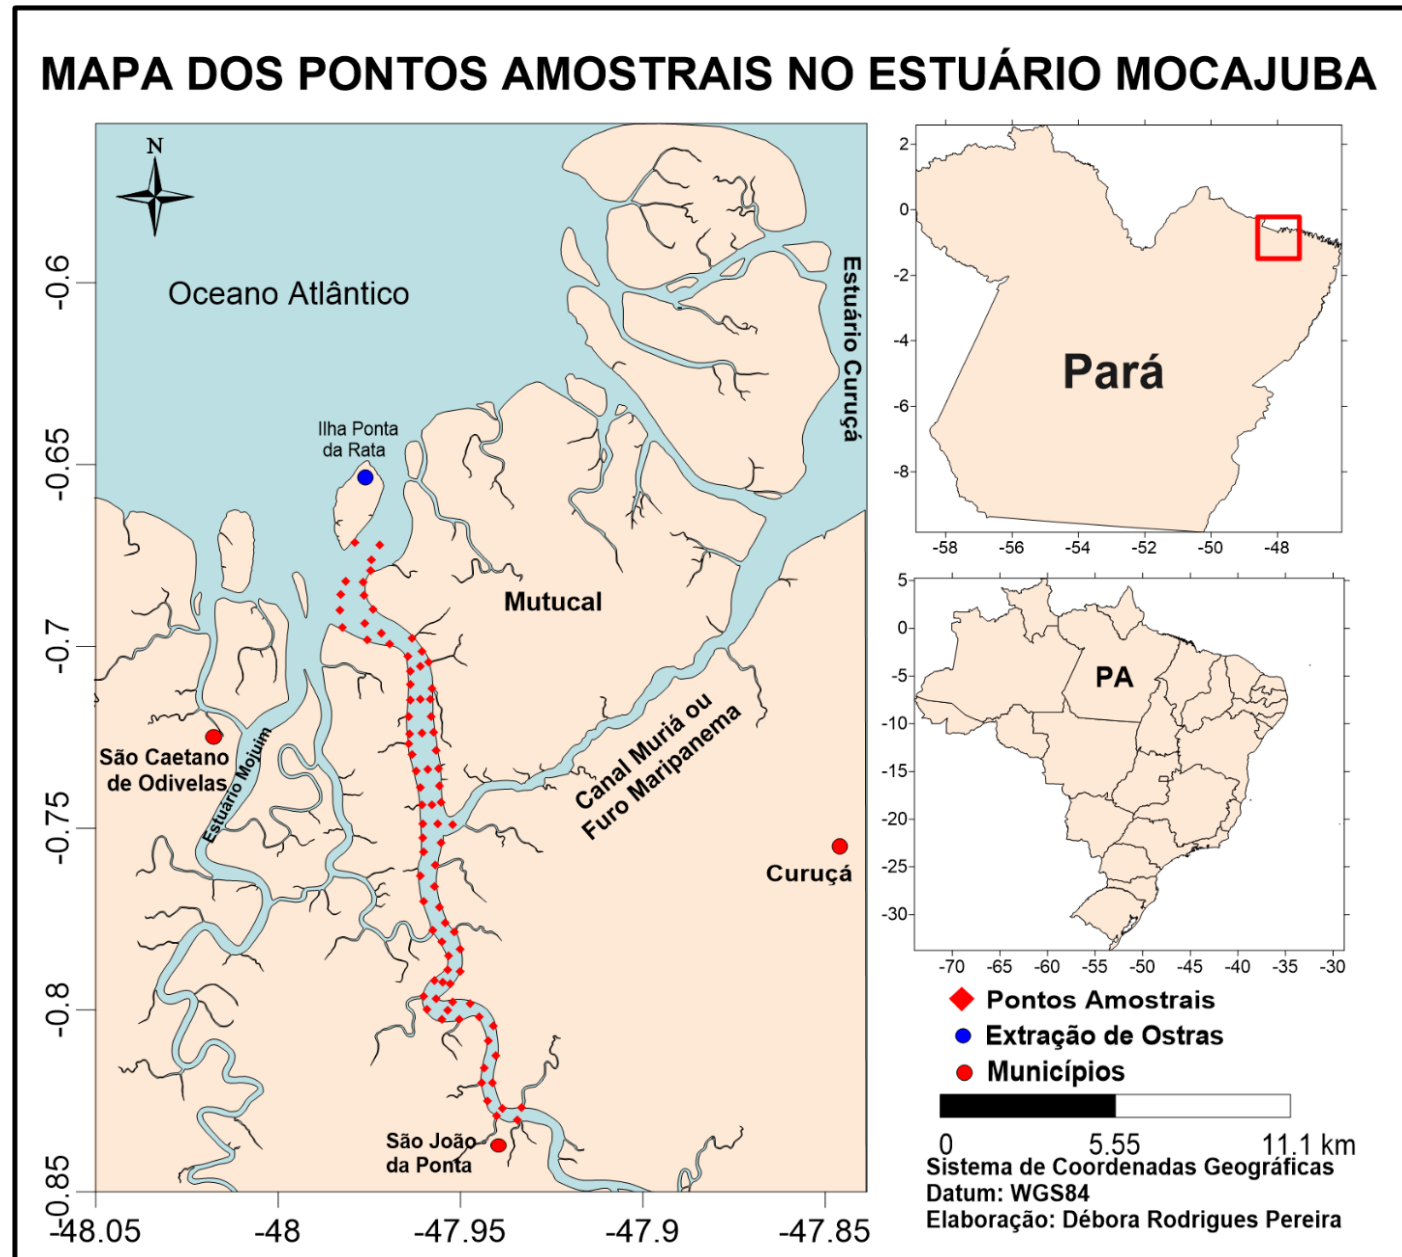 MAPA DOS PONTOS AMOSTRAIS NO ESTUÁRIO MOCAJUBA
N
Oceano Atlântico
Estuário Curuçá
Ilha Ponta
da Rata
Mutucal
São Caetano
de Odivelas
Estuário Mojuim
Canal Muriá ou
Furo Maripanema
Curuçá
São João
da Ponta
-0.6
-0.65
-0.7
-0.75
-0.8
-0.85
-48.05
-48
-47.95
-47.9
-47.85
2
0
-2
-4
-6
-8
Pará
-58
-56
-54
-52
-50
-48
5
0
-5
-10
-15
-20
-25
-30
PA
-70
-65
-60
-55
-50
-45
-40
-35
-30
Pontos Amostrais
Extração de Ostras
Municípios
0
5.55
11.1 km
Sistema de Coordenadas Geográficas
Datum: WGS84
Elaboração: Débora Rodrigues Pereira